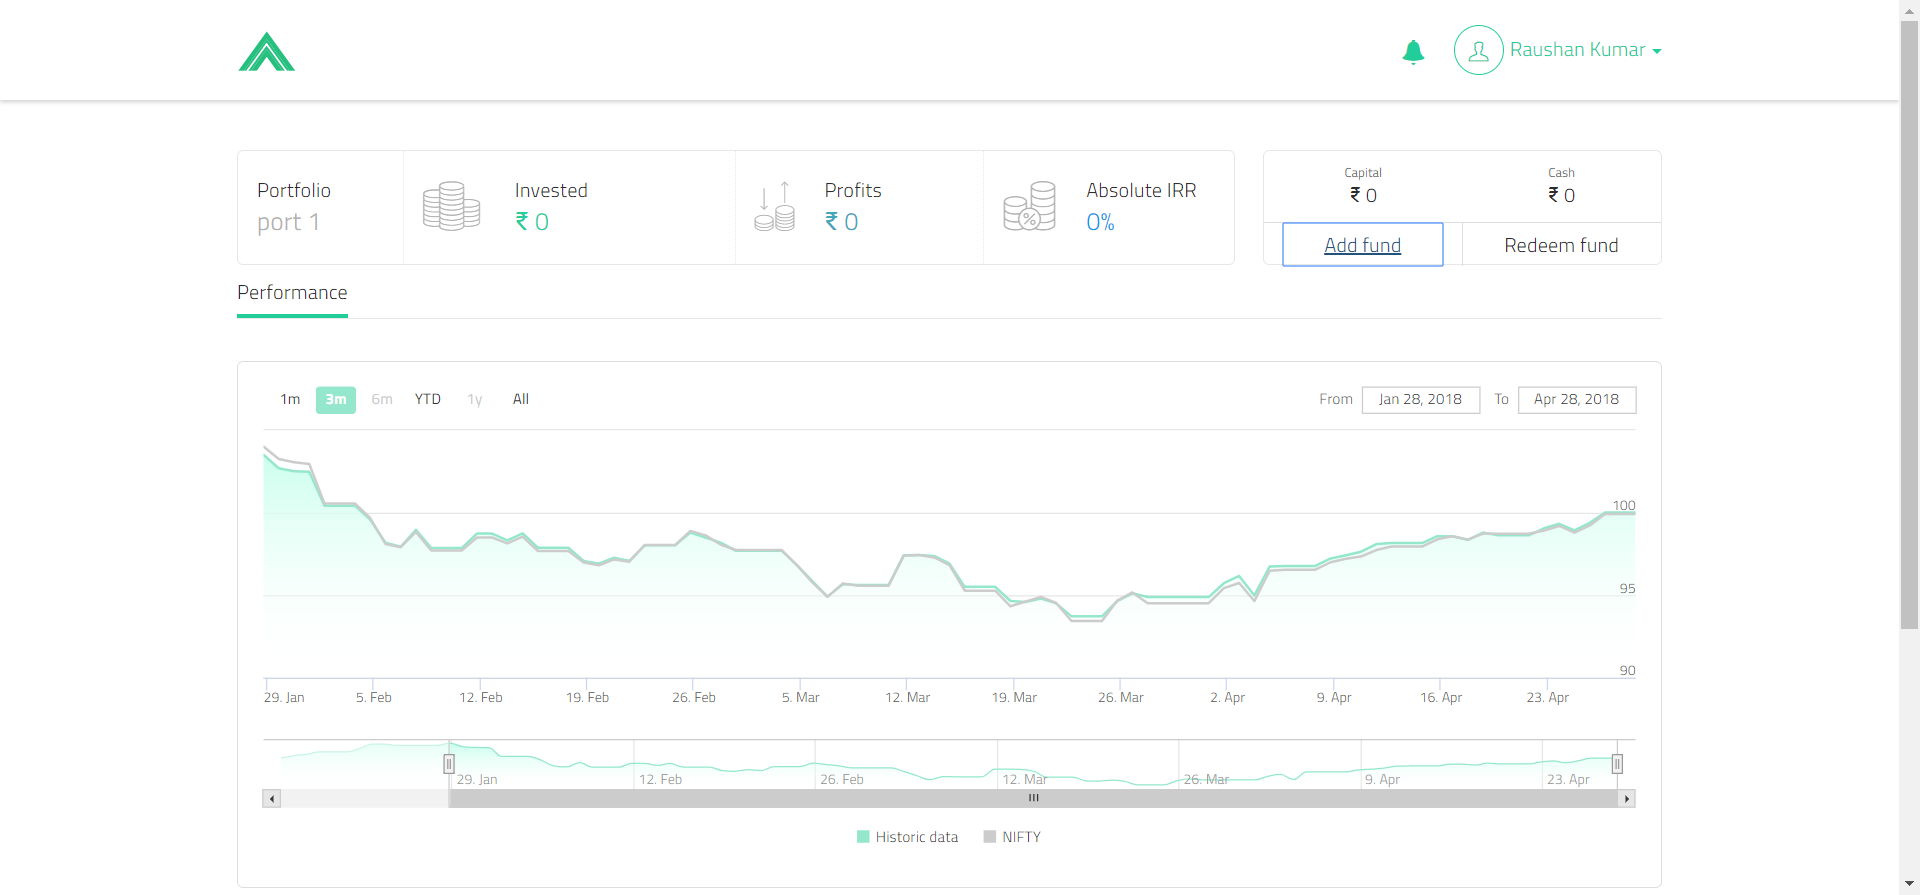 Raushan Kumar
Portfolio
port 1
Invested
₹ 0
Profits
₹ 0
Absolute IRR
0%
Capital
₹ 0
Cash
₹ 0
Add fund
Redeem fund
Performance
1m 3m 6m YTD 1y All
From Jan 28, 2018 To Apr 28, 2018
100
95
90
29. Jan 5. Feb 12. Feb 19. Feb 26. Feb 5. Mar 12. Mar 19. Mar 26. Mar 2. Apr 9. Apr 16. Apr 23. Apr
29. Jan 12. Feb 26. Feb 12. Mar 26. Mar 9. Apr 23. Apr
Historic data NIFTY